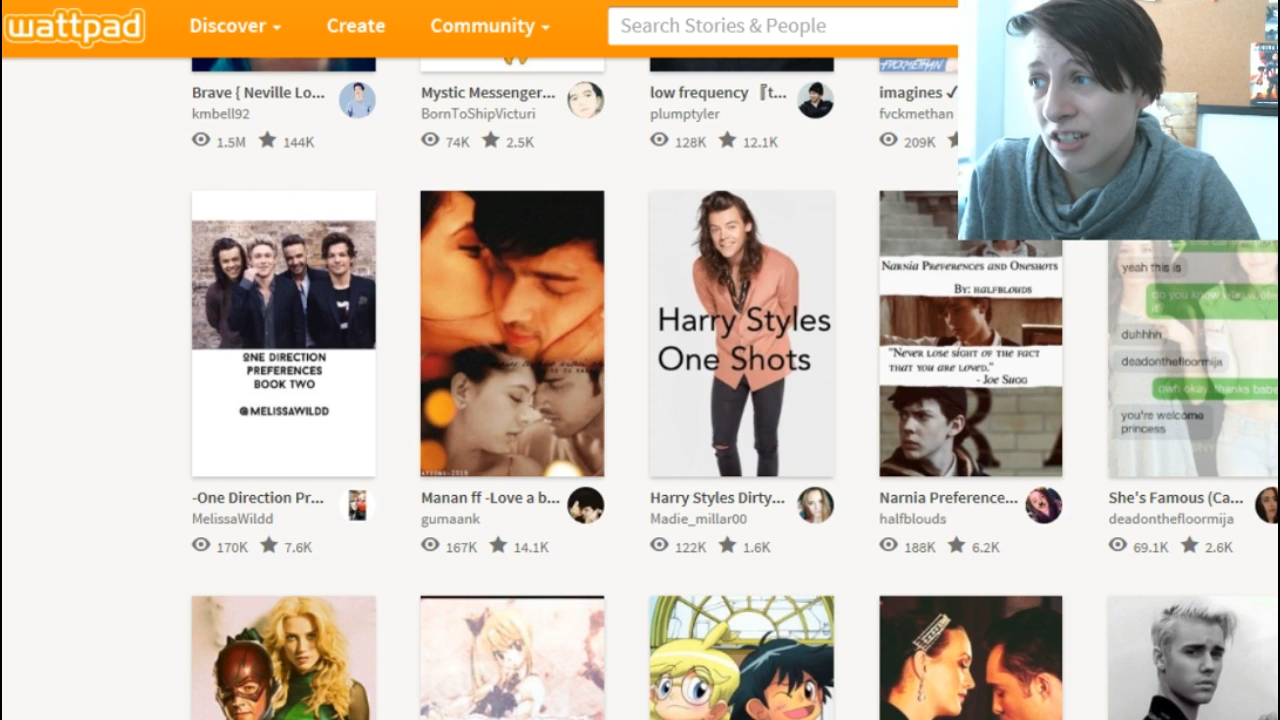 wattpad
Discover
Create
Community
Search Stories & People
FVCKMETHAN
Brave { Neville Lo...
kmbell92
1.5M 144K
Mystic Messenger...
BornToShipVicturi
74K 2.5K
low frequency 『t...
plumptyler
128K 12.1K
imagines ✓
fvckmethan
209K
ONE DIRECTION
PREFERENCES
BOOK TWO
@MELISSAWILDD
Harry Styles
One Shots
Narnia Preferences and Oneshots
By: halfblouds
"Never lose sight of the fact
that you are loved."
- Joe Sugg
yeah this is
duhhhh
deadonthefloormija
owh okay thanks babe
you're welcome
princess
-One Direction Pr...
MelissaWildd
170K 7.6K
Manan ff -Love a b...
gumaank
167K 14.1K
Harry Styles Dirty...
Madie_millar00
122K 1.6K
Narnia Preference...
halfblouds
188K 6.2K
She's Famous (Ca...
deadonthefloormija
69.1K 2.6K